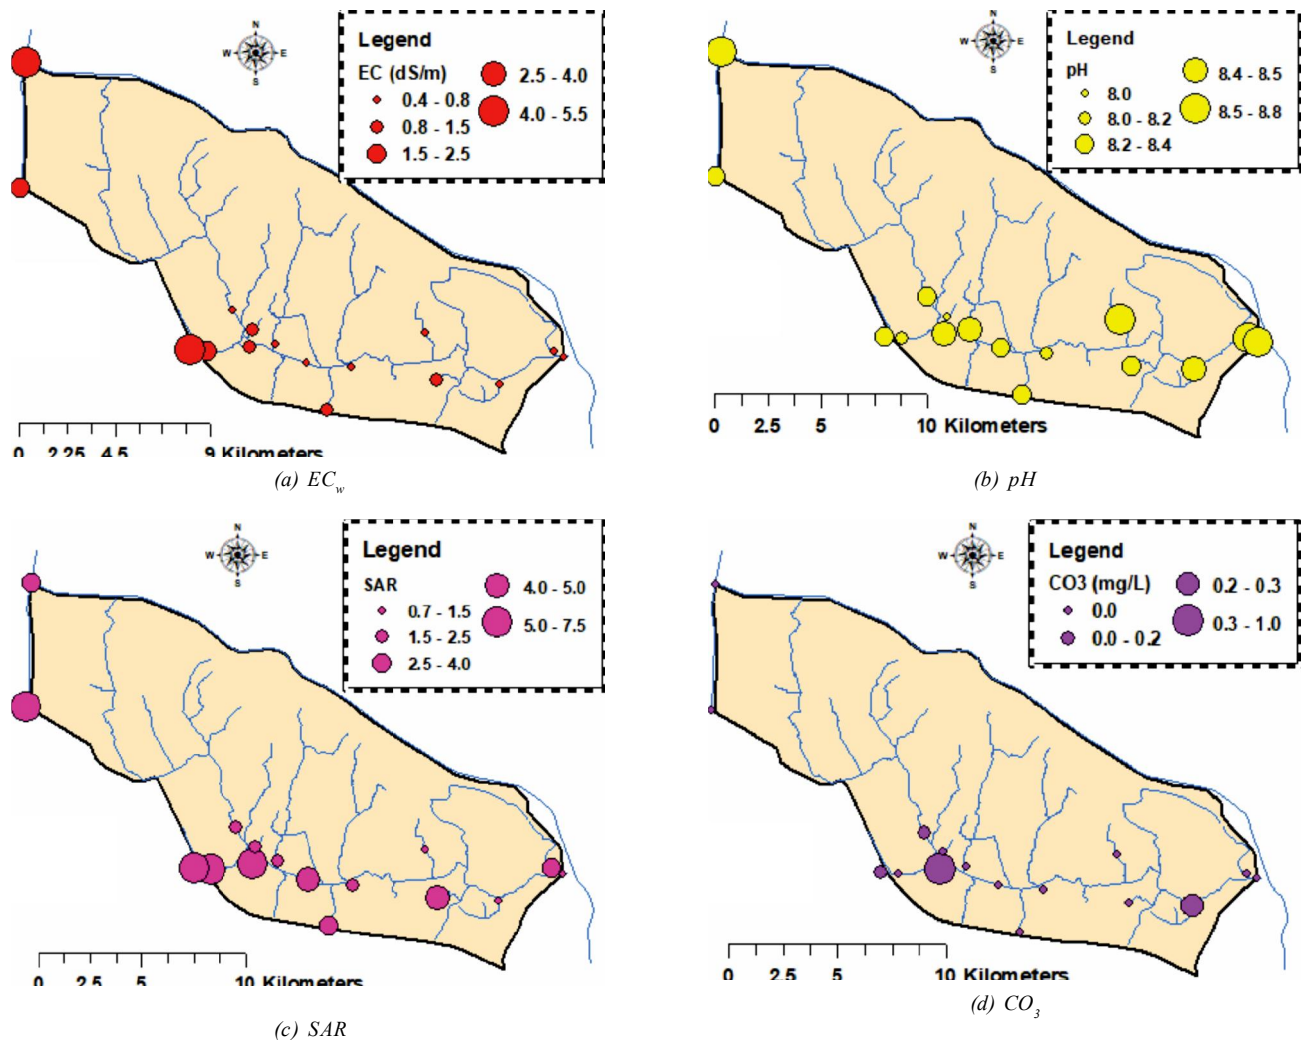 N
W E
S
Legend
EC (dS/m)
0.4 - 0.8
0.8 - 1.5
1.5 - 2.5
2.5 - 4.0
4.0 - 5.5
0 2.25 4.5 9 Kilometers
(a) ECw
N
W E
S
Legend
pH
8.0
8.0 - 8.2
8.2 - 8.4
8.4 - 8.5
8.5 - 8.8
0 2.5 5 10 Kilometers
(b) pH
N
W E
S
Legend
SAR
0.7 - 1.5
1.5 - 2.5
2.5 - 4.0
4.0 - 5.0
5.0 - 7.5
0 2.5 5 10 Kilometers
(c) SAR
N
W E
S
Legend
CO3 (mg/L)
0.0
0.0 - 0.2
0.2 - 0.3
0.3 - 1.0
0 2.5 5 10 Kilometers
(d) CO3